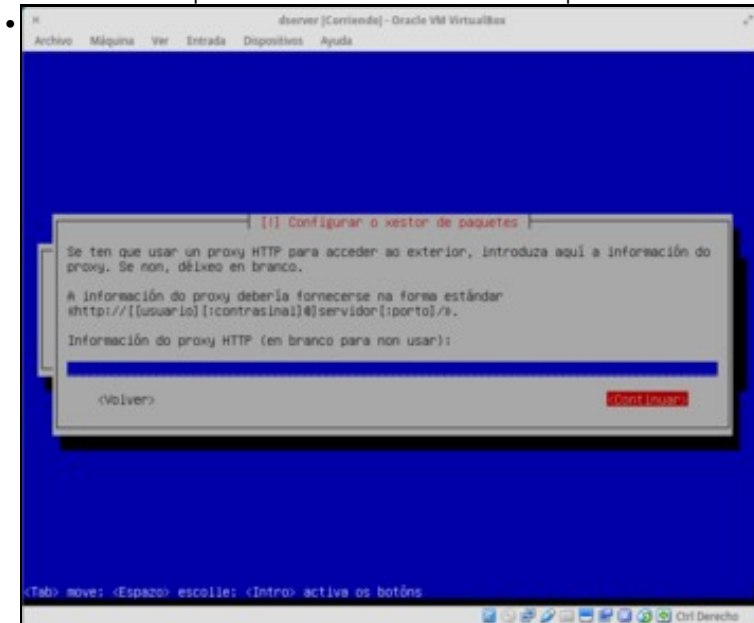 dserver [Corriendo] - Oracle VM VirtualBox
Archivo Máquina Ver Entrada Dispositivos Ayuda
[!] Configurar o xestor de paquetes
Se ten que usar un proxy HTTP para acceder ao exterior, introduza aquí a información do
proxy. Se non, déixeo en branco.
A información do proxy debería fornecerse na forma estándar
«http://[[usuario][:contrasinal]@]servidor[:porto]/».
Información do proxy HTTP (en branco para non usar):
<Volver> <Continuar>
<Tab> move; <Espazo> escolle; <Intro> activa os botóns
Ctrl Derecho